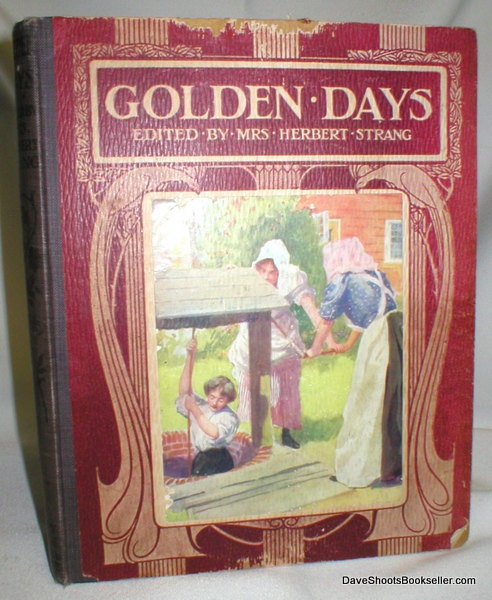 GOLDEN · DAYS
EDITED · BY · MRS · HERBERT · STRANG
DaveShootsBookseller.com